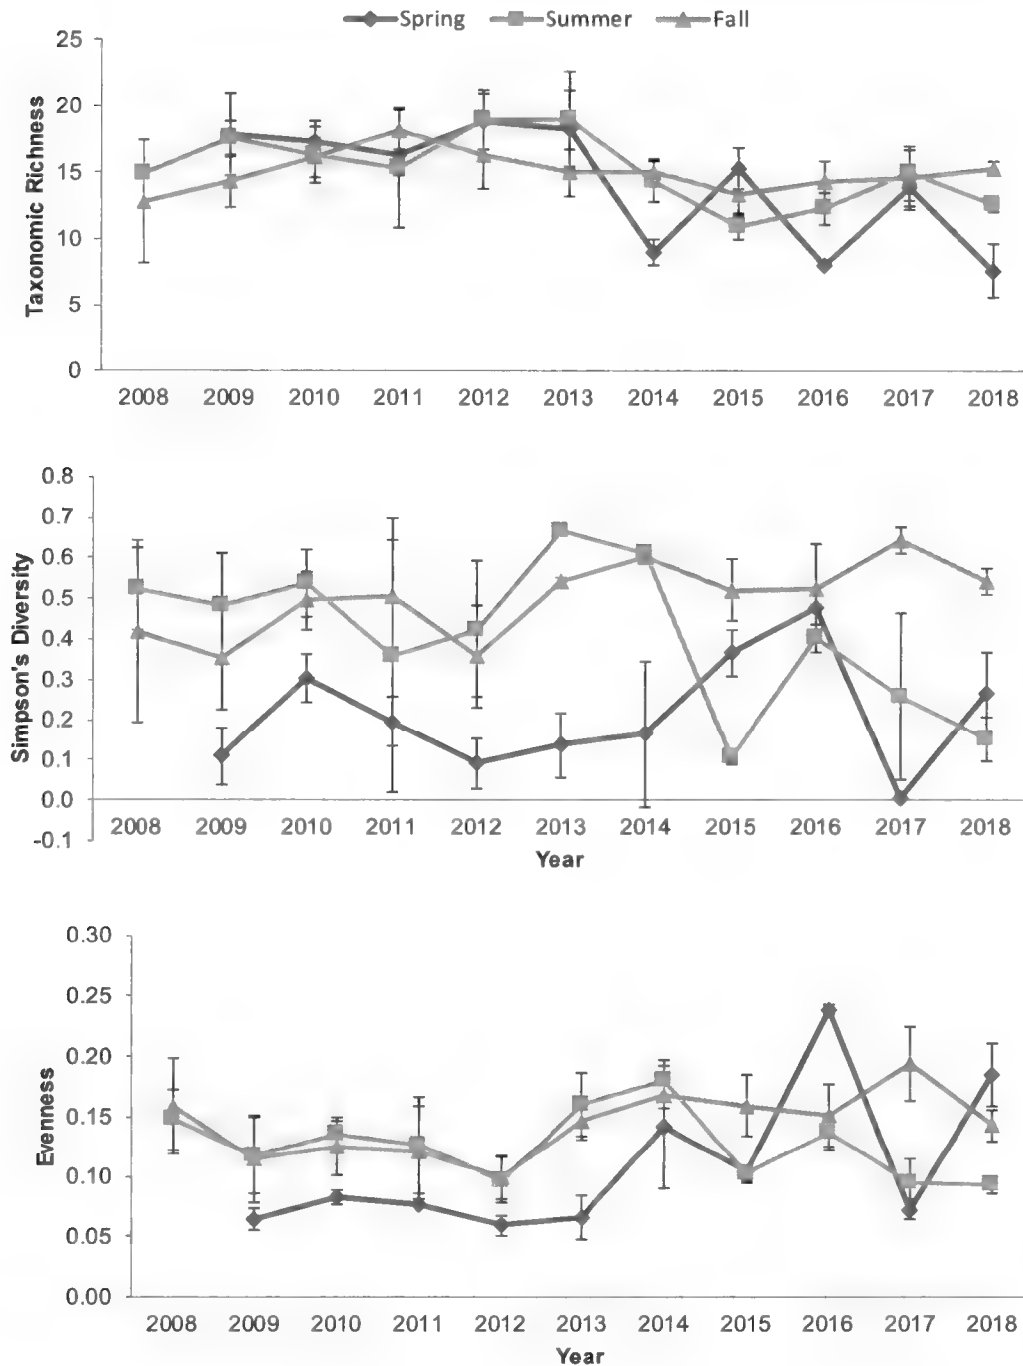 Spring Summer Fall
25
20
15
10
5
0
Taxonomic Richness
2008 2009 2010 2011 2012 2013 2014 2015 2016 2017 2018
0.8
0.7
0.6
0.5
0.4
0.3
0.2
0.1
0.0
-0.1
Simpson's Diversity
2008 2009 2010 2011 2012 2013 2014 2015 2016 2017 2018
Year
0.30
0.25
0.20
0.15
0.10
0.05
0.00
Evenness
2008 2009 2010 2011 2012 2013 2014 2015 2016 2017 2018
Year